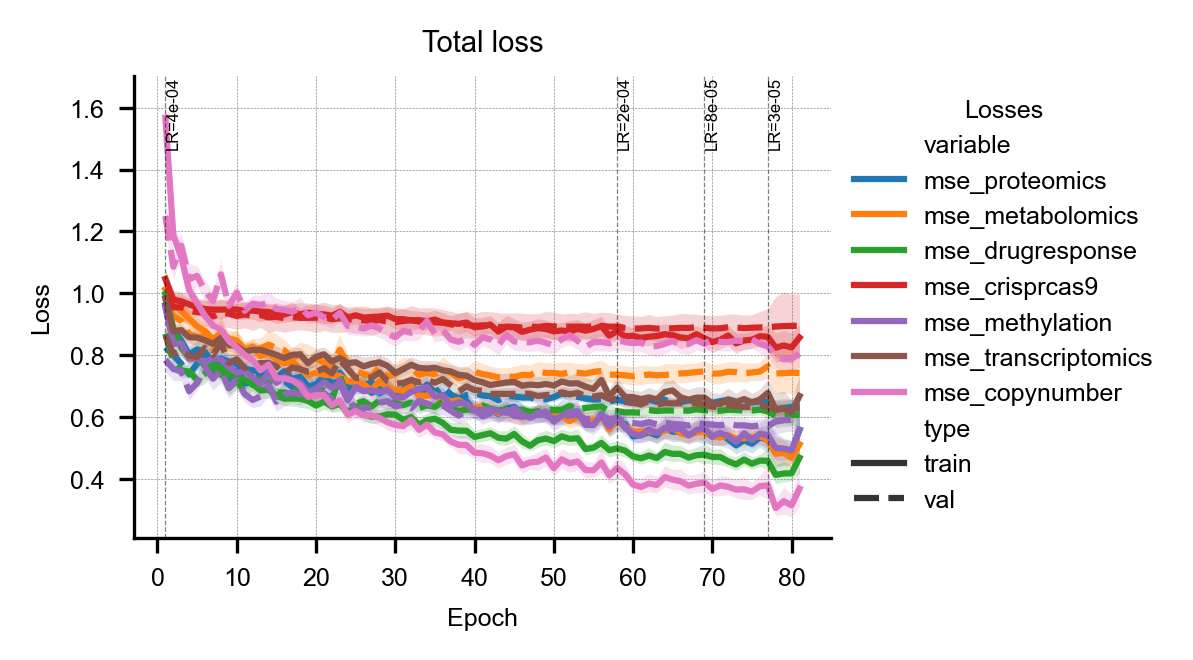 Total loss
LR=4e-04
LR=2e-04
LR=8e-05
LR=3e-05
1.6
1.4
1.2
1.0
0.8
0.6
0.4
Loss
0
10
20
30
40
50
60
70
80
Epoch
Losses
variable
mse_proteomics
mse_metabolomics
mse_drugresponse
mse_crisprcas9
mse_methylation
mse_transcriptomics
mse_copynumber
type
train
val